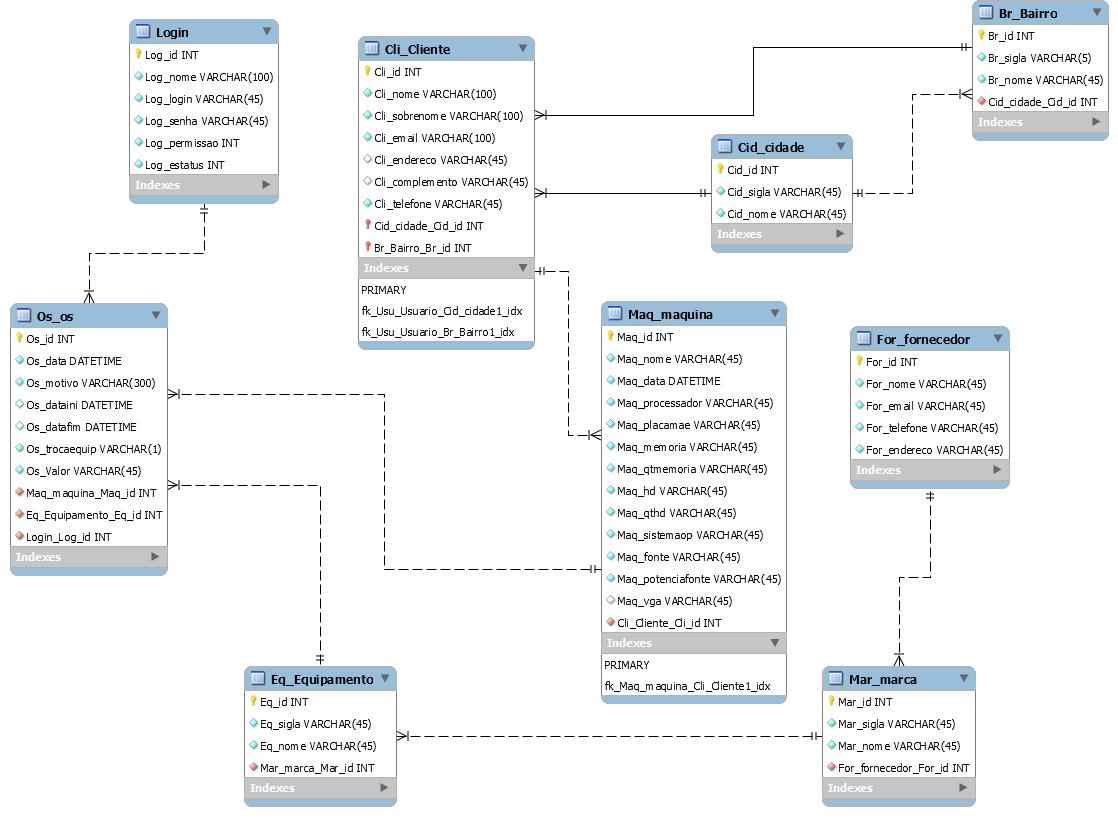 Login
Log_id INT
Log_nome VARCHAR(100)
Log_login VARCHAR(45)
Log_senha VARCHAR(45)
Log_permissao INT
Log_estatus INT
Indexes
Cli_Cliente
Cli_id INT
Cli_nome VARCHAR(100)
Cli_sobrenome VARCHAR(100)
Cli_email VARCHAR(100)
Cli_endereco VARCHAR(45)
Cli_complemento VARCHAR(45)
Cli_telefone VARCHAR(45)
Cid_cidade_Cid_id INT
Br_Bairro_Br_id INT
Indexes
PRIMARY
fk_Usu_Usuario_Cid_cidade1_idx
fk_Usu_Usuario_Br_Bairro1_idx
Br_Bairro
Br_id INT
Br_sigla VARCHAR(5)
Br_nome VARCHAR(45)
Cid_cidade_Cid_id INT
Indexes
Cid_cidade
Cid_id INT
Cid_sigla VARCHAR(45)
Cid_nome VARCHAR(45)
Indexes
Os_os
Os_id INT
Os_data DATETIME
Os_motivo VARCHAR(300)
Os_dataini DATETIME
Os_datafim DATETIME
Os_trocaequip VARCHAR(1)
Os_Valor VARCHAR(45)
Maq_maquina_Maq_id INT
Eq_Equipamento_Eq_id INT
Login_Log_id INT
Indexes
Maq_maquina
Maq_id INT
Maq_nome VARCHAR(45)
Maq_data DATETIME
Maq_processador VARCHAR(45)
Maq_placamae VARCHAR(45)
Maq_memoria VARCHAR(45)
Maq_qtmemoria VARCHAR(45)
Maq_hd VARCHAR(45)
Maq_qthd VARCHAR(45)
Maq_sistemaop VARCHAR(45)
Maq_fonte VARCHAR(45)
Maq_potenciafonte VARCHAR(45)
Maq_vga VARCHAR(45)
Cli_Cliente_Cli_id INT
Indexes
PRIMARY
fk_Maq_maquina_Cli_Cliente1_idx
For_fornecedor
For_id INT
For_nome VARCHAR(45)
For_email VARCHAR(45)
For_telefone VARCHAR(45)
For_endereco VARCHAR(45)
Indexes
Eq_Equipamento
Eq_id INT
Eq_sigla VARCHAR(45)
Eq_nome VARCHAR(45)
Mar_marca_Mar_id INT
Indexes
Mar_marca
Mar_id INT
Mar_sigla VARCHAR(45)
Mar_nome VARCHAR(45)
For_fornecedor_For_id INT
Indexes